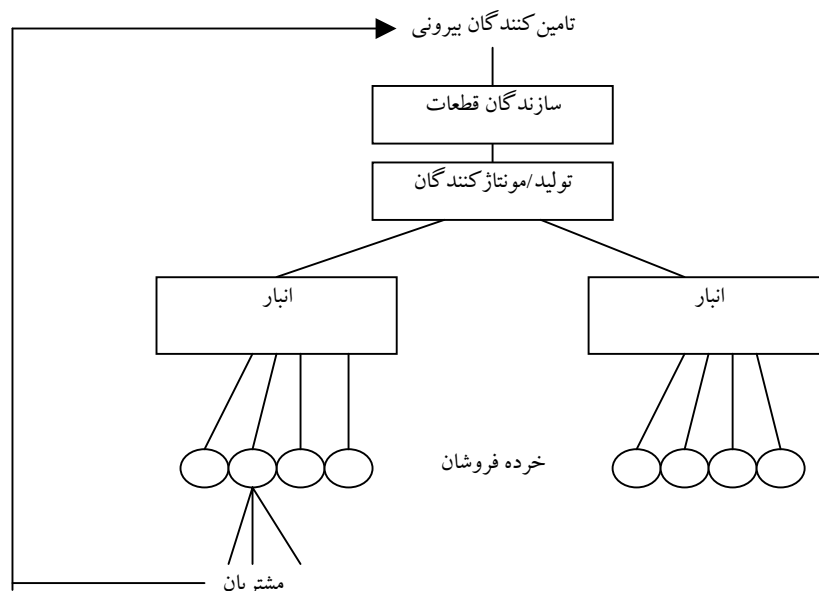 تامین کنندگان بیرونی
سازندگان قطعات
تولید/مونتاژکنندگان
انبار
انبار
خرده فروشان
مشتریان